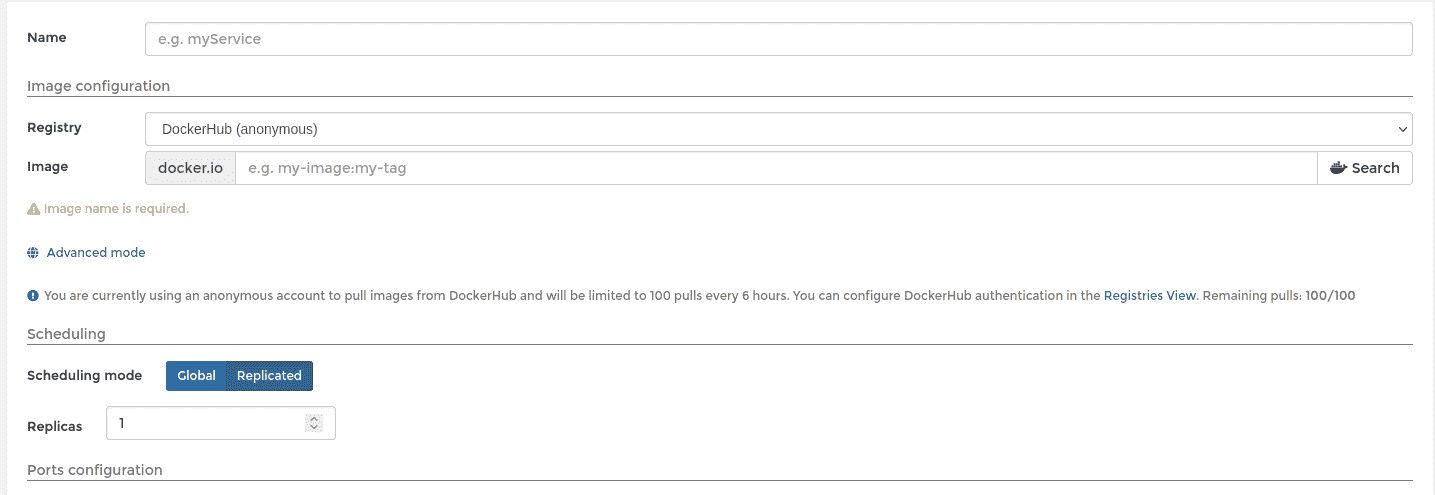 Name e.g. myService
Image configuration
Registry DockerHub (anonymous)
Image docker.io e.g. my-image:my-tag Search
Image name is required.
Advanced mode
You are currently using an anonymous account to pull images from DockerHub and will be limited to 100 pulls every 6 hours. You can configure DockerHub authentication in the Registries View. Remaining pulls: 100/100
Scheduling
Scheduling mode Global Replicated
Replicas 1
Ports configuration